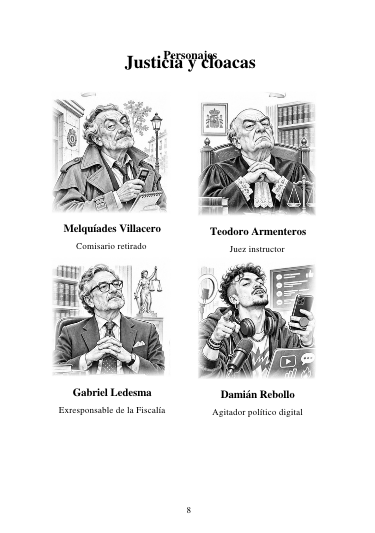 Personajes
Justicia y cloacas
Melquíades Villacero
Comisario retirado
Teodoro Armenteros
Juez instructor
Gabriel Ledesma
Exresponsable de la Fiscalía
Damián Rebollo
Agitador político digital
8